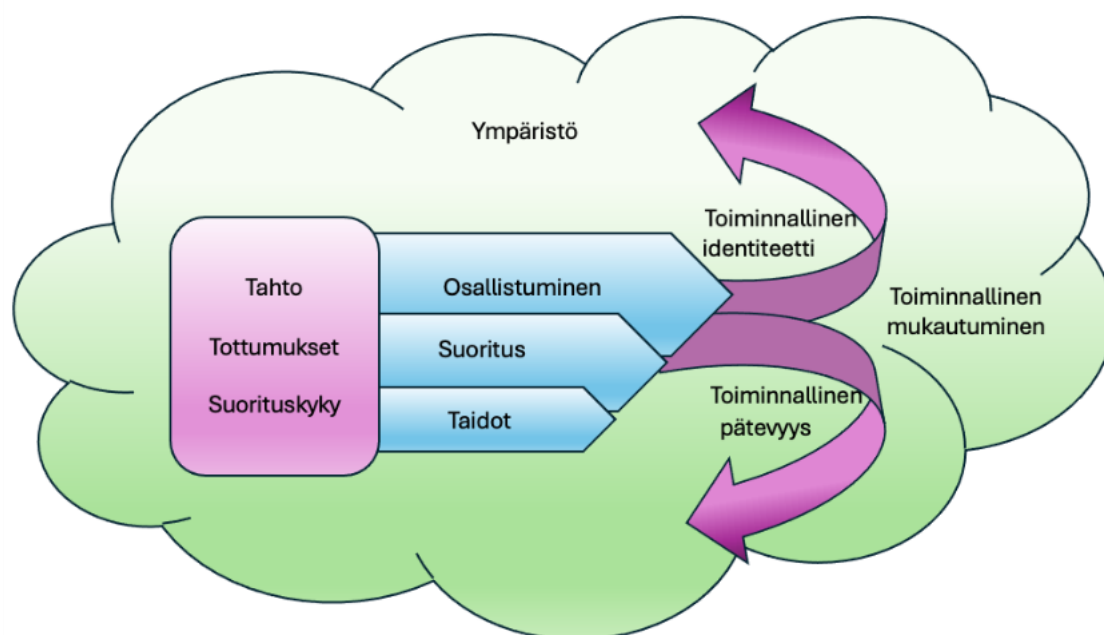 Ympäristö
Tahto
Tottumukset
Suorituskyky
Osallistuminen
Suoritus
Taidot
Toiminnallinen
identiteetti
Toiminnallinen
pätevyys
Toiminnallinen
mukautuminen